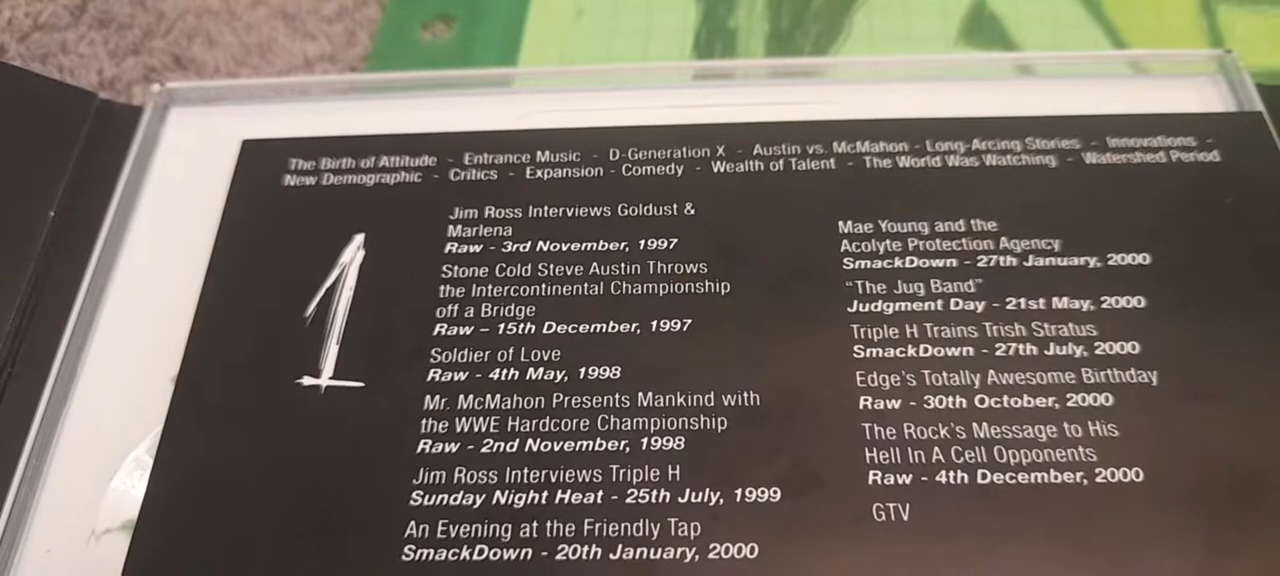 The Birth of Attitude - Entrance Music - D-Generation X - Austin vs. McMahon - Long-Arcing Stories - Innovations -
New Demographic - Critics - Expansion - Comedy - Wealth of Talent - The World Was Watching - Watershed Period
1
Jim Ross Interviews Goldust &
Marlena
Raw - 3rd November, 1997
Stone Cold Steve Austin Throws
the Intercontinental Championship
off a Bridge
Raw – 15th December, 1997
Soldier of Love
Raw - 4th May, 1998
Mr. McMahon Presents Mankind with
the WWE Hardcore Championship
Raw - 2nd November, 1998
Jim Ross Interviews Triple H
Sunday Night Heat - 25th July, 1999
An Evening at the Friendly Tap
SmackDown - 20th January, 2000
Mae Young and the
Acolyte Protection Agency
SmackDown - 27th January, 2000
“The Jug Band”
Judgment Day - 21st May, 2000
Triple H Trains Trish Stratus
SmackDown - 27th July, 2000
Edge's Totally Awesome Birthday
Raw - 30th October, 2000
The Rock's Message to His
Hell In A Cell Opponents
Raw - 4th December, 2000
GTV